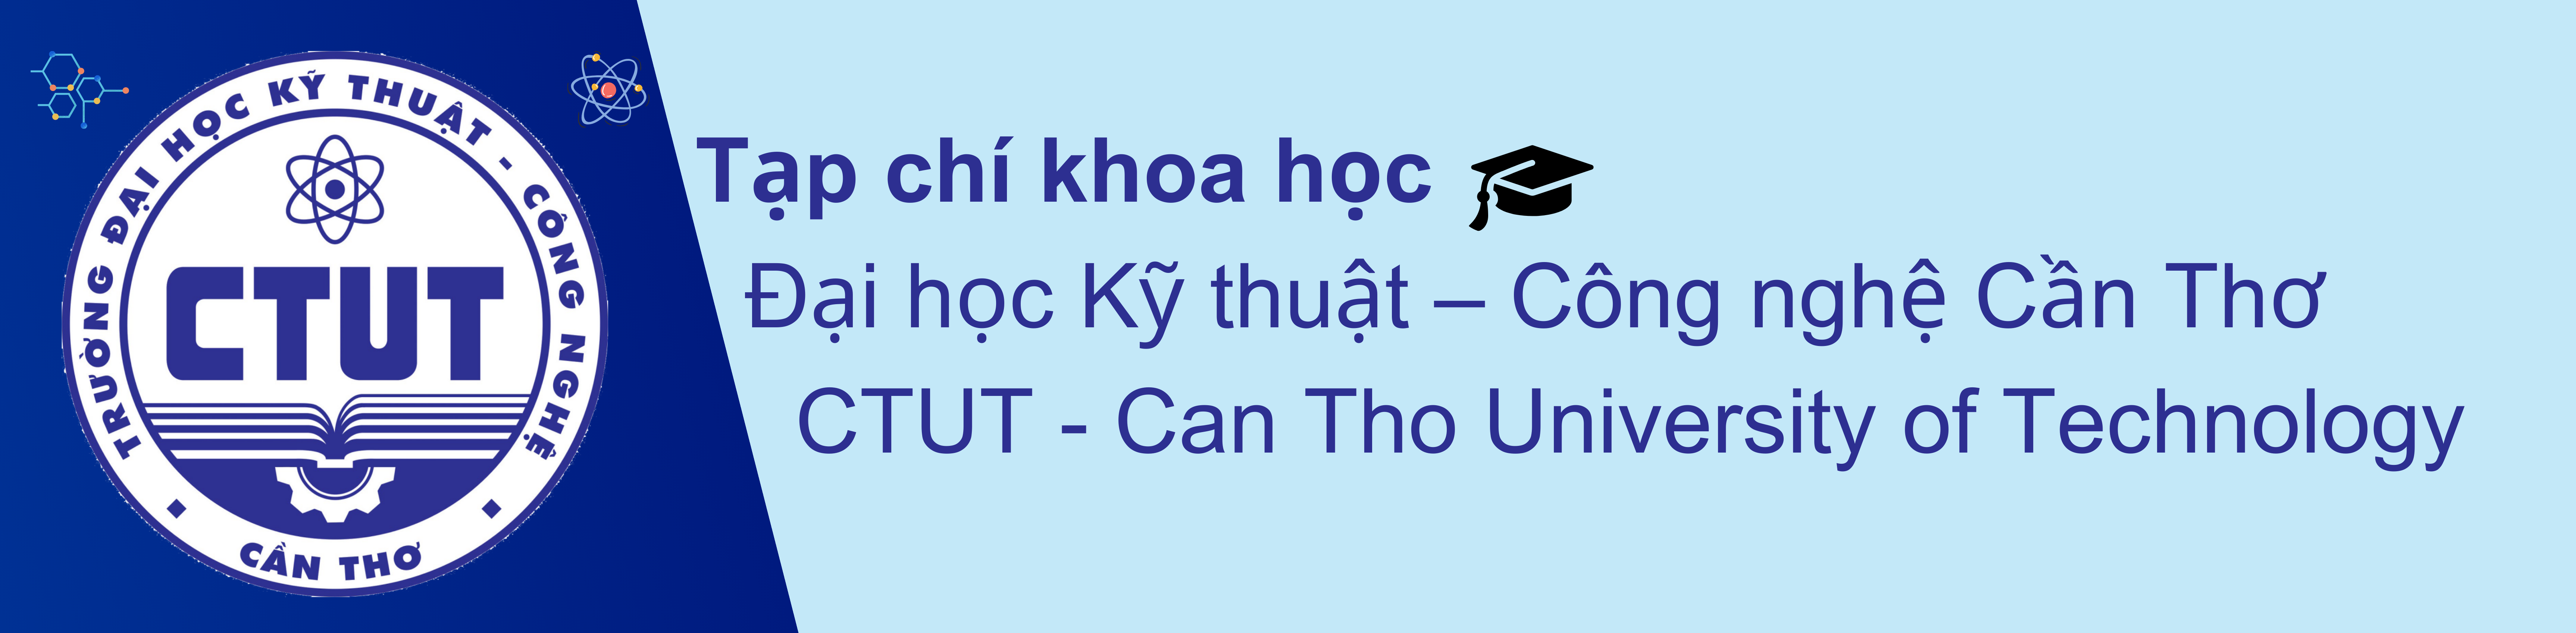 TRƯỜNG ĐẠI HỌC KỸ THUẬT - CÔNG NGHỆ
CTUT
CẦN THƠ
Tạp chí khoa học
Đại học Kỹ thuật – Công nghệ Cần Thơ
CTUT - Can Tho University of Technology